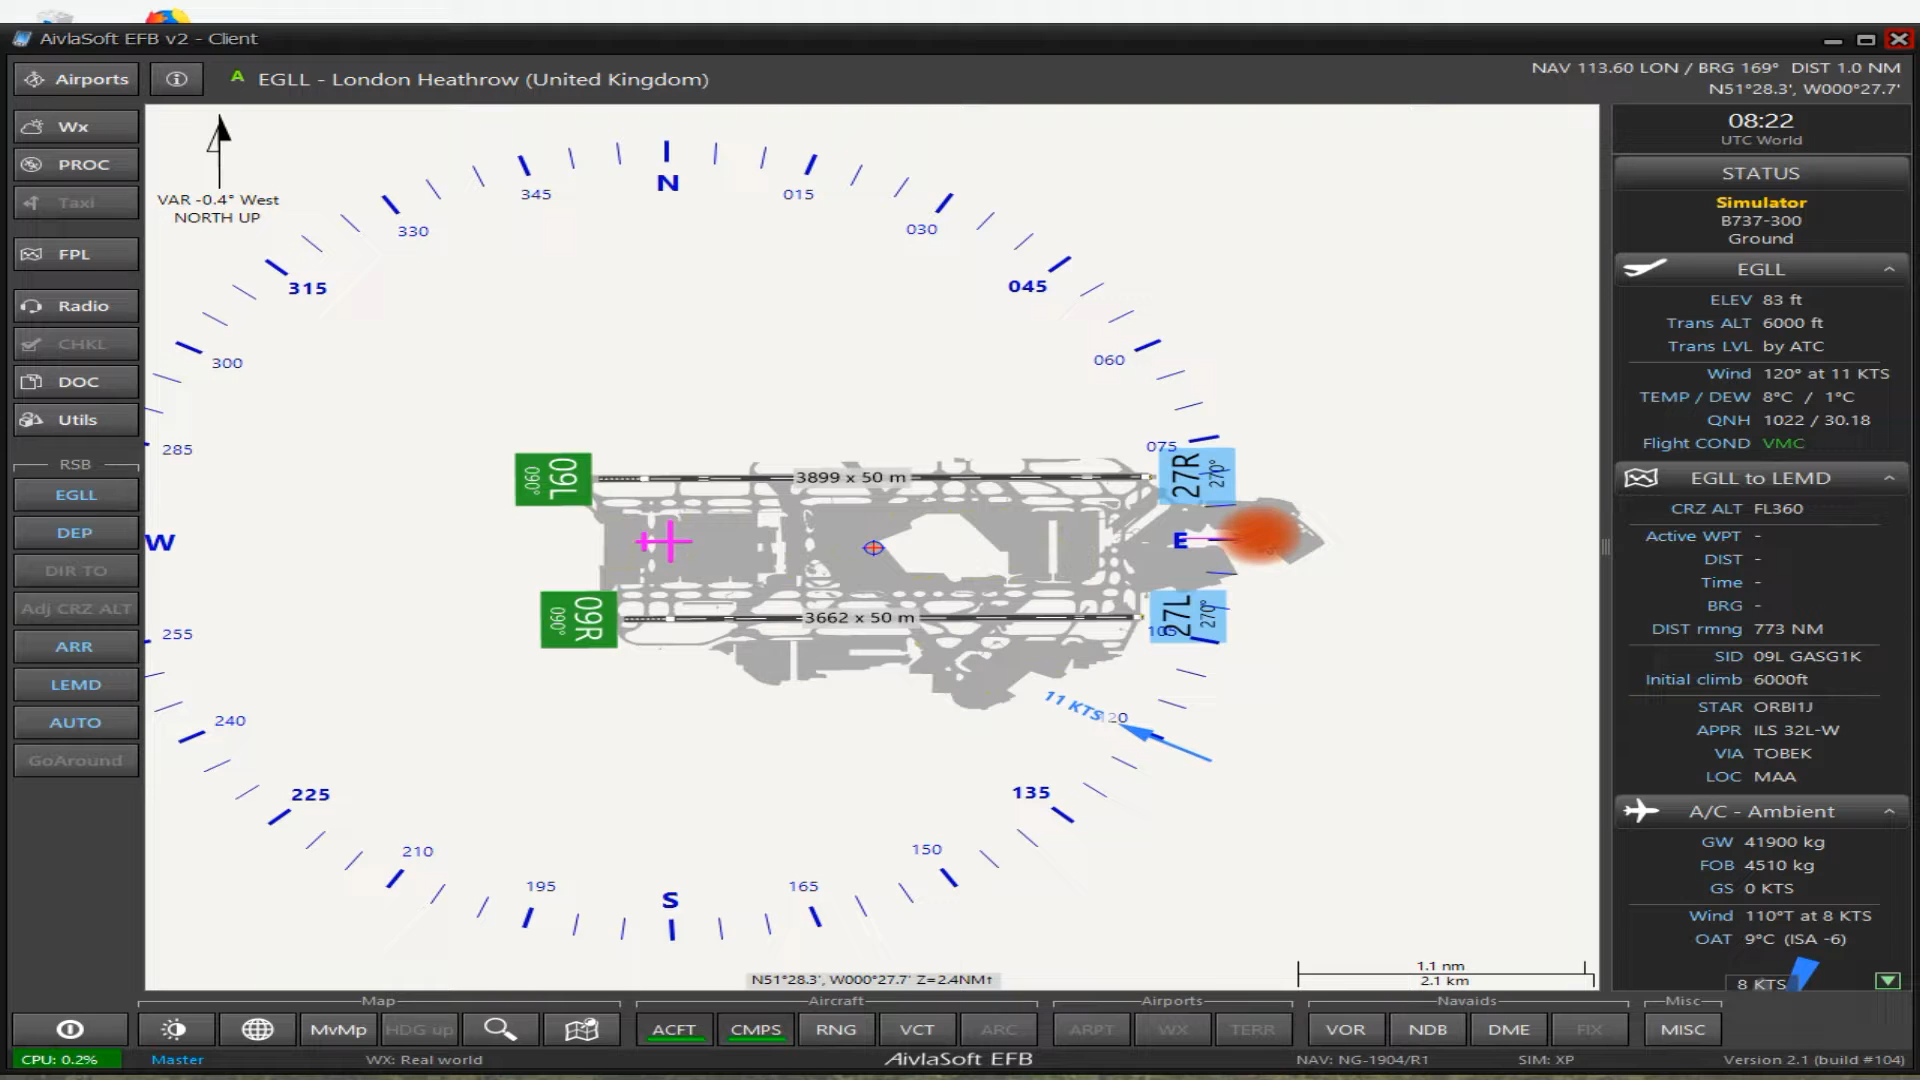 AivlaSoft EFB v2 - Client
Airports
A EGLL - London Heathrow (United Kingdom)
NAV 113.60 LON / BRG 169° DIST 1.0 NM
N51°28.3', W000°27.7'
Wx
PROC
Taxi
FPL
Radio
CHKL
DOC
Utils
RSB
EGLL
DEP
DIR TO
Adj CRZ ALT
ARR
LEMD
AUTO
GoAround
VAR -0.4° West
NORTH UP
N
015
030
045
060
075
E
105
120
135
150
165
S
195
210
225
240
255
W
285
300
315
330
345
09L
090°
3899 x 50 m
27R
270°
09R
090°
3662 x 50 m
27L
270°
11 KTS
N51°28.3', W000°27.7' Z=2.4NM↑
1.1 nm
2.1 km
08:22
UTC World
STATUS
Simulator
B737-300
Ground
EGLL
ELEV 83 ft
Trans ALT 6000 ft
Trans LVL by ATC
Wind 120° at 11 KTS
TEMP / DEW 8°C / 1°C
QNH 1022 / 30.18
Flight COND VMC
EGLL to LEMD
CRZ ALT FL360
Active WPT -
DIST -
Time -
BRG -
DIST rmng 773 NM
SID 09L GASG1K
Initial climb 6000ft
STAR ORBI1J
APPR ILS 32L-W
VIA TOBEK
LOC MAA
A/C - Ambient
GW 41900 kg
FOB 4510 kg
GS 0 KTS
Wind 110°T at 8 KTS
OAT 9°C (ISA -6)
8 KTS
Map
Aircraft
Airports
Navaids
Misc
MvMp
HDG up
ACFT
CMPS
RNG
VCT
ARC
ARPT
WX
TERR
VOR
NDB
DME
FIX
MISC
CPU: 0.2%
Master
WX: Real world
AivlaSoft EFB
NAV: NG-1904/R1
SIM: XP
Version 2.1 (build #104)